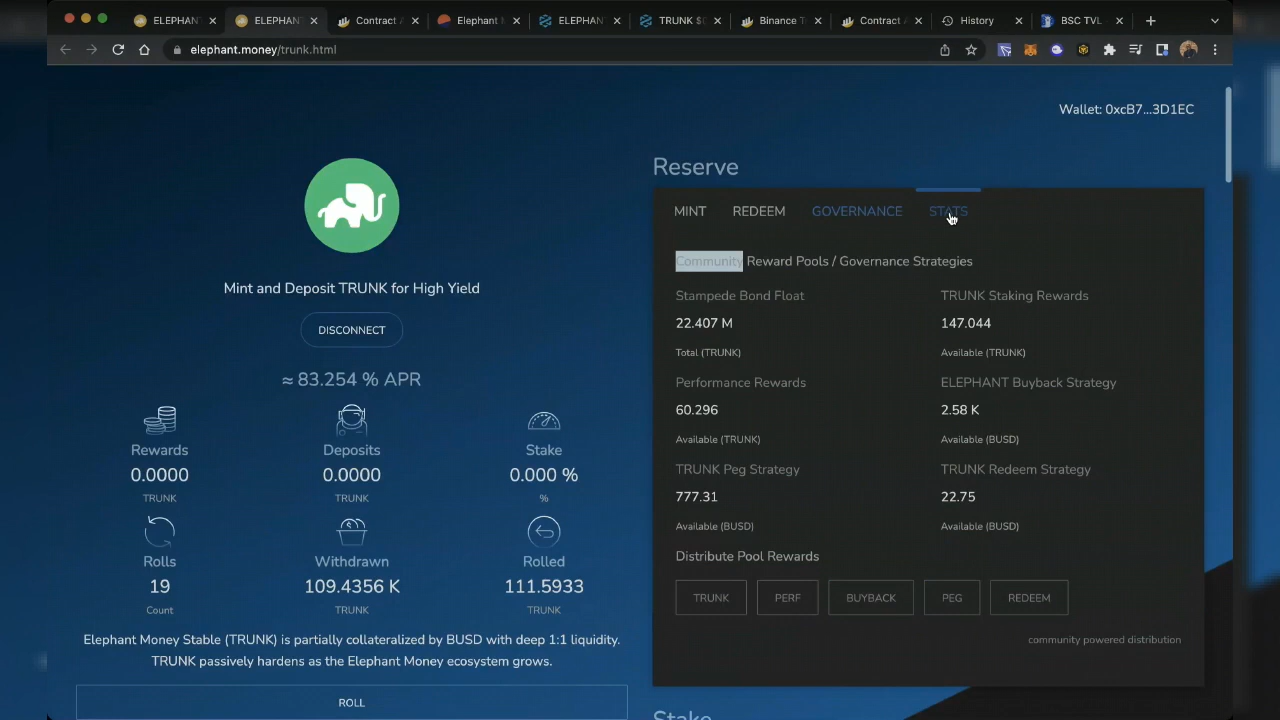 ELEPHAN
ELEPHAN
Contract A
Elephant M
ELEPHAN
TRUNK $
Binance T
Contract A
History
BSC TVL
elephant.money/trunk.html
Wallet: 0xcB7...3D1EC
Mint and Deposit TRUNK for High Yield
DISCONNECT
≈ 83.254 % APR
Rewards
0.0000
TRUNK
Deposits
0.0000
TRUNK
Stake
0.000 %
%
Rolls
19
Count
Withdrawn
109.4356 K
TRUNK
Rolled
111.5933
TRUNK
Elephant Money Stable (TRUNK) is partially collateralized by BUSD with deep 1:1 liquidity.
TRUNK passively hardens as the Elephant Money ecosystem grows.
ROLL
Reserve
MINT REDEEM GOVERNANCE STATS
Community Reward Pools / Governance Strategies
Stampede Bond Float
22.407 M
Total (TRUNK)
TRUNK Staking Rewards
147.044
Available (TRUNK)
Performance Rewards
60.296
Available (TRUNK)
ELEPHANT Buyback Strategy
2.58 K
Available (BUSD)
TRUNK Peg Strategy
777.31
Available (BUSD)
TRUNK Redeem Strategy
22.75
Available (BUSD)
Distribute Pool Rewards
TRUNK PERF BUYBACK PEG REDEEM
community powered distribution
Stake